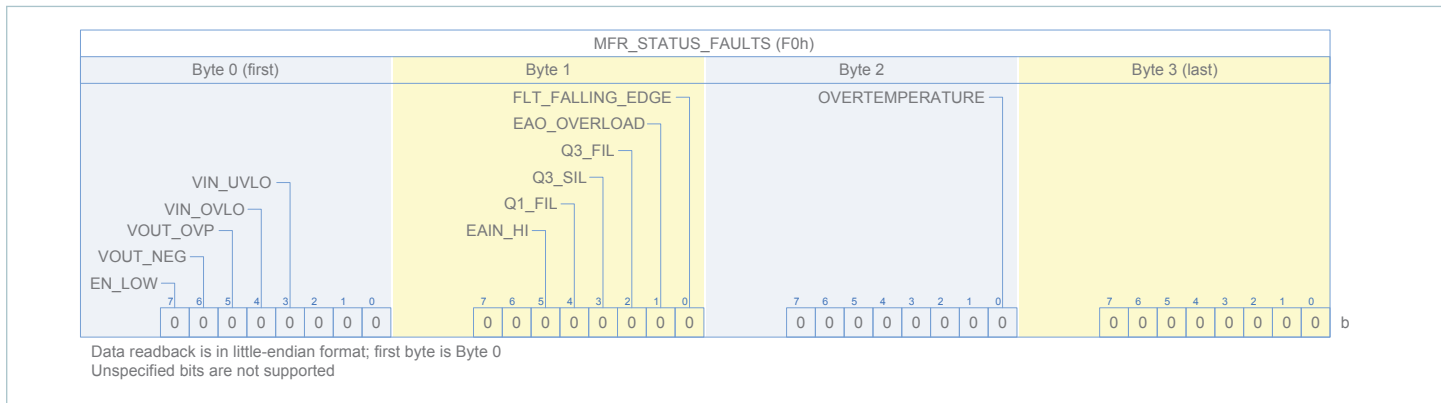 MFR_STATUS_FAULTS (F0h)
Byte 0 (first) Byte 1 Byte 2 Byte 3 (last)
FLT_FALLING_EDGE OVERTEMPERATURE
EAO_OVERLOAD
Q3_FIL
Q3_SIL
VIN_UVLO
Q1_FIL
VIN_OVLO
VOUT_OVP EAIN_HI
VOUT_NEG
EN_LOW
7 6 5 4 3 2 1 0 7 6 5 4 3 2 1 0 7 6 5 4 3 2 1 0 7 6 5 4 3 2 1 0
0 0 0 0 0 0 0 0 0 0 0 0 0 0 0 0 0 0 0 0 0 0 0 0 0 0 0 0 0 0 0 0 b
Data readback is in little-endian format; first byte is Byte 0
Unspecified bits are not supported